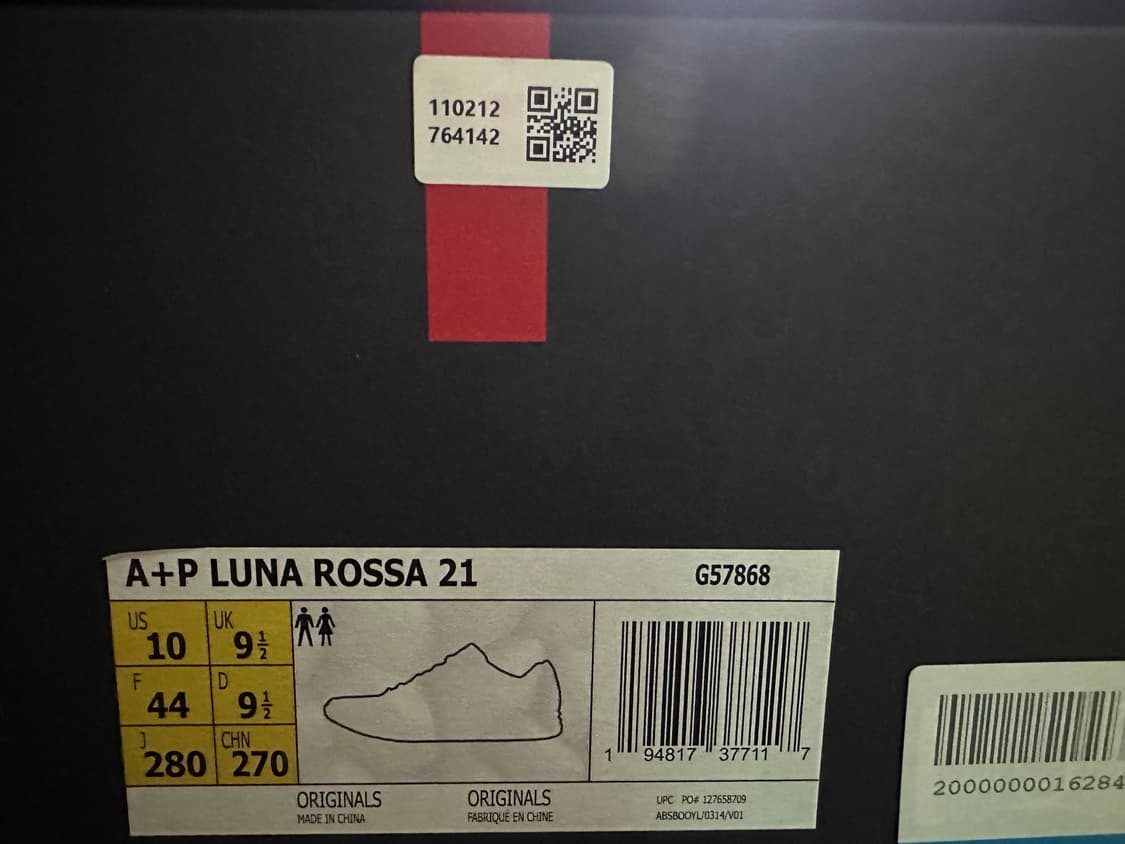 110212
764142
A+P LUNA ROSSA 21
G57868
US 10
UK 9½
F 44
D 9½
J 280
CHN 270
1 94817 37711 7
ORIGINALS
MADE IN CHINA
ORIGINALS
FABRIQUÉ EN CHINE
UPC PO# 127658709
ABSBOOYL/0314/V01
2000000016284